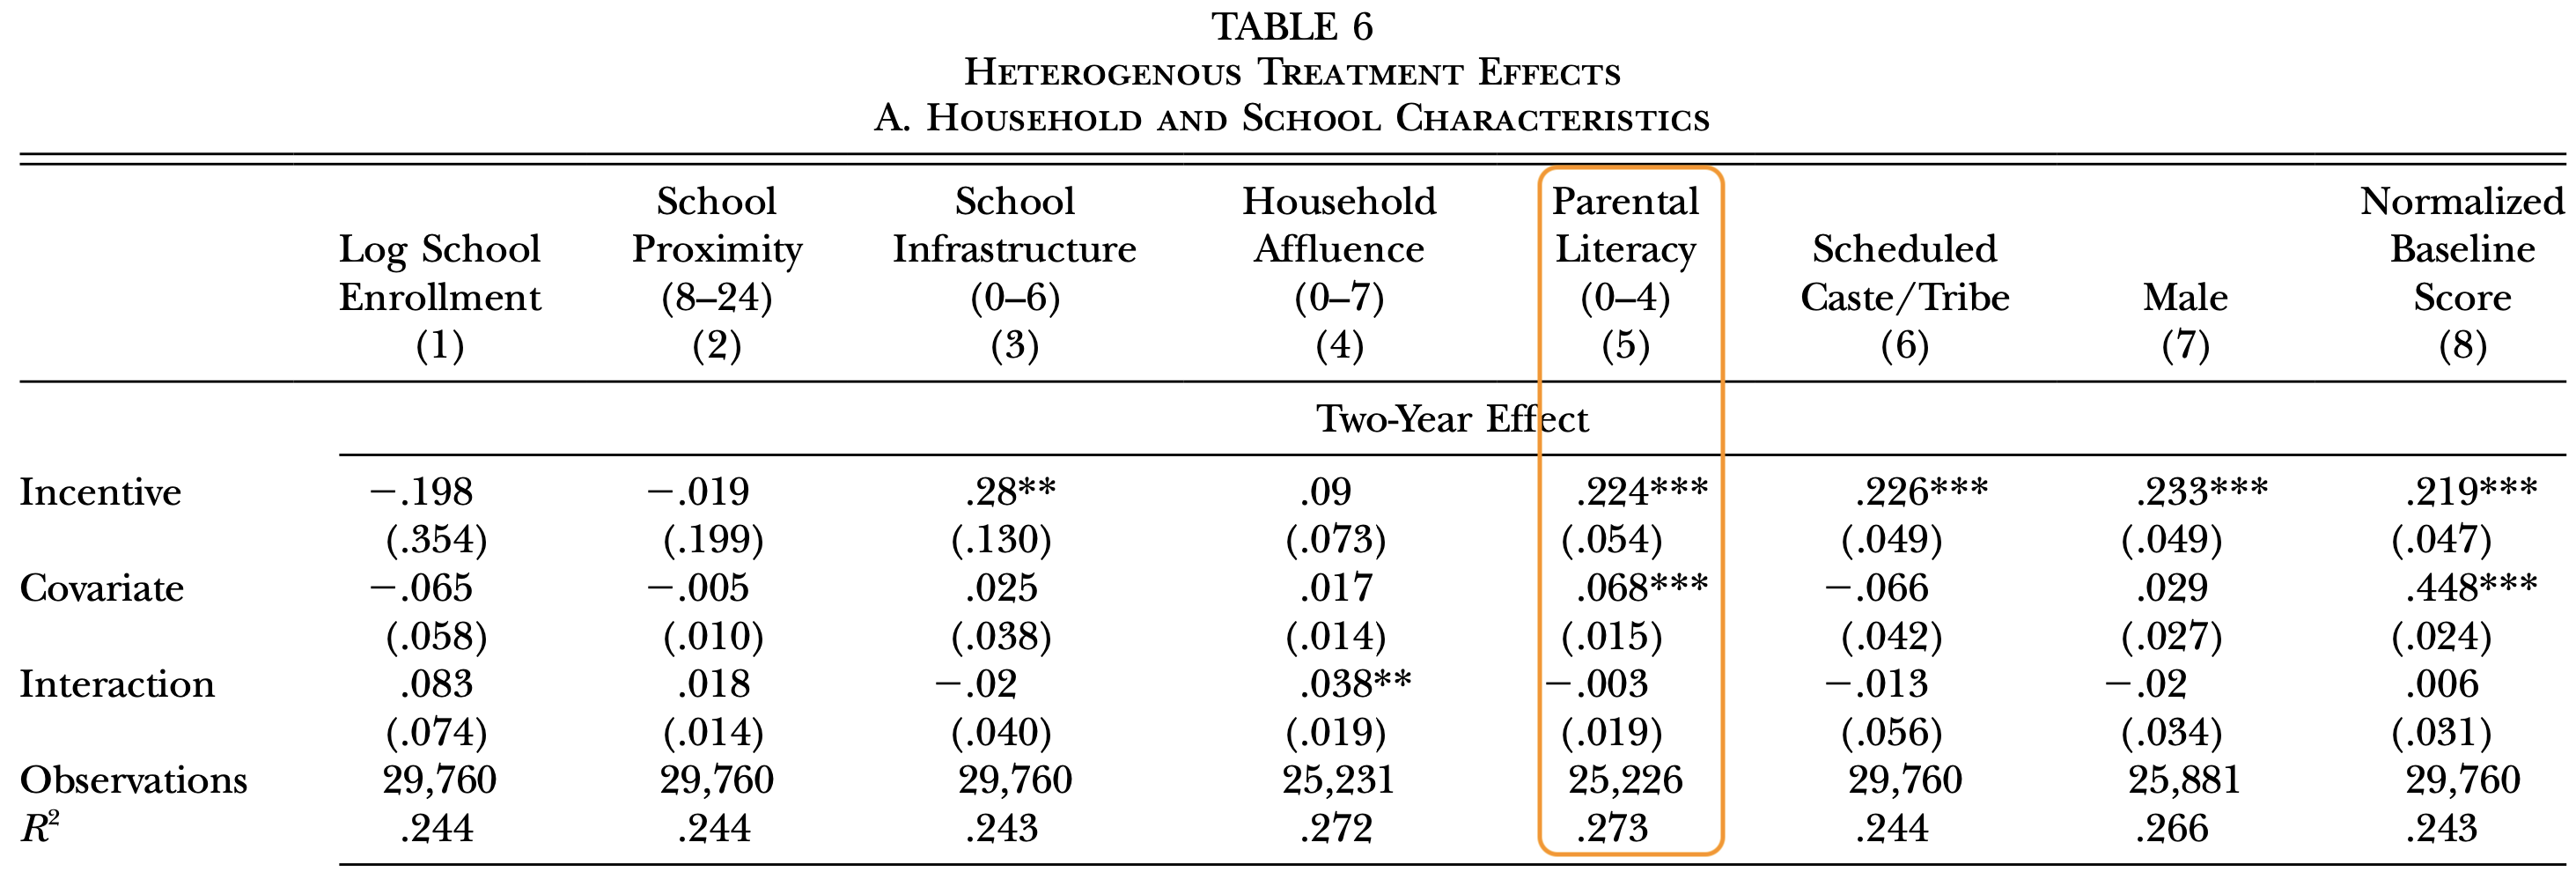 TABLE 6
HETEROGENOUS TREATMENT EFFECTS
A. HOUSEHOLD AND SCHOOL CHARACTERISTICS
Log School Enrollment (1) School Proximity (8–24) (2) School Infrastructure (0–6) (3) Household Affluence (0–7) (4) Parental Literacy (0–4) (5) Scheduled Caste/Tribe (6) Male (7) Normalized Baseline Score (8)
Two-Year Effect
Incentive −.198 −.019 .28** .09 .224*** .226*** .233*** .219***
(.354) (.199) (.130) (.073) (.054) (.049) (.049) (.047)
Covariate −.065 −.005 .025 .017 .068*** −.066 .029 .448***
(.058) (.010) (.038) (.014) (.015) (.042) (.027) (.024)
Interaction .083 .018 −.02 .038** −.003 −.013 −.02 .006
(.074) (.014) (.040) (.019) (.019) (.056) (.034) (.031)
Observations 29,760 29,760 29,760 25,231 25,226 29,760 25,881 29,760
R² .244 .244 .243 .272 .273 .244 .266 .243